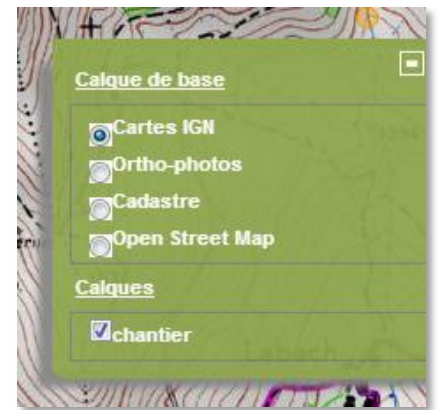 Calque de base
Cartes IGN
Ortho-photos
Cadastre
Open Street Map
Calques
chantier